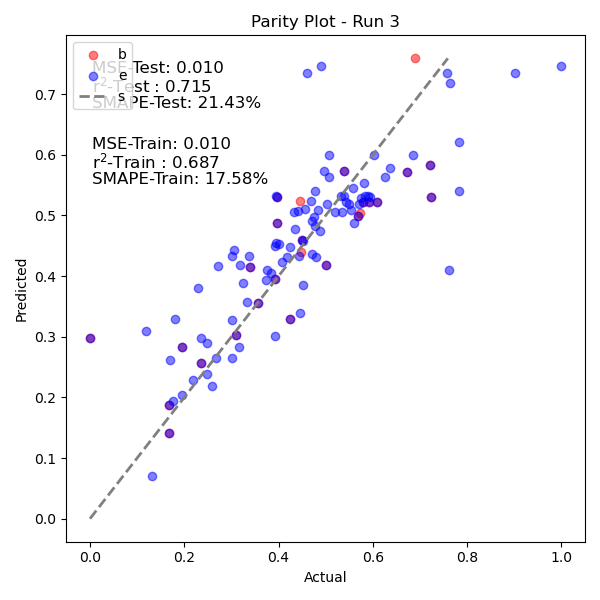 Parity Plot - Run 3
b
e
s
MSE-Test: 0.010
r²-Test : 0.715
SMAPE-Test: 21.43%
MSE-Train: 0.010
r²-Train : 0.687
SMAPE-Train: 17.58%
Predicted
0.7
0.6
0.5
0.4
0.3
0.2
0.1
0.0
0.0 0.2 0.4 0.6 0.8 1.0
Actual